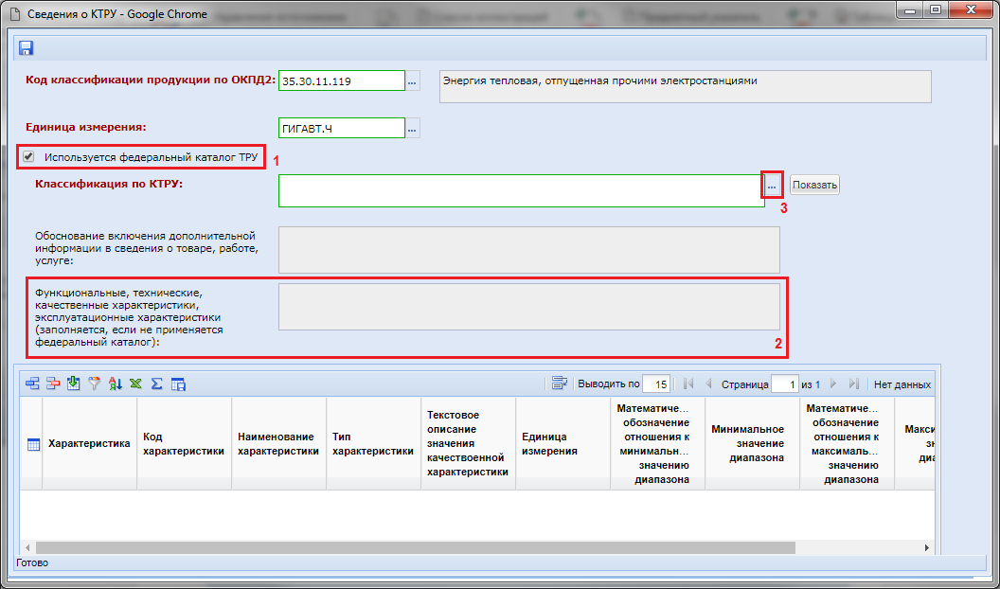 Сведения о КТРУ - Google Chrome
Код классификации продукции по ОКПД2: 35.30.11.119 ... Энергия тепловая, отпущенная прочими электростанциями
Единица измерения: ГИГАВТ.Ч ...
Используется федеральный каталог ТРУ 1
Классификация по КТРУ: ... Показать
3
Обоснование включения дополнительной
информации в сведения о товаре, работе,
услуге:
Функциональные, технические,
качественные характеристики,
эксплуатационные характеристики
(заполняется, если не применяется
федеральный каталог):
2
Выводить по 15 Страница 1 из 1 Нет данных
Характеристика
Код
характеристики
Наименование
характеристики
Тип
характеристики
Текстовое
описание
значения
качествоенной
характеристики
Единица
измерения
Математиче...
обозначение
отношения к
минимальн...
значению
диапазона
Минимальное
значение
диапазона
Математиче...
обозначение
отношения к
максималь...
значению
диапазона
Макси
зн
диа
Готово